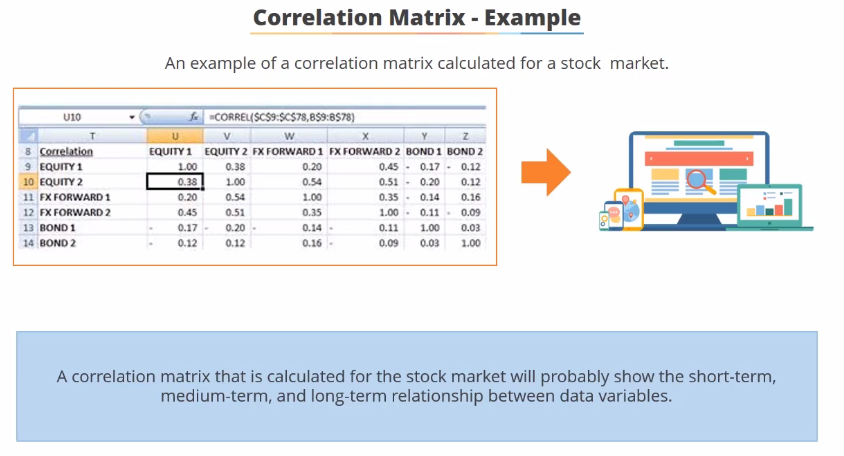 Correlation Matrix - Example
An example of a correlation matrix calculated for a stock market.
U10 fx =CORREL($C$9:$C$78,B$9:B$78)
T U V W X Y Z
8 Correlation EQUITY 1 EQUITY 2 FX FORWARD 1 FX FORWARD 2 BOND 1 BOND 2
9 EQUITY 1 1.00 0.38 0.20 0.45 - 0.17 - 0.12
10 EQUITY 2 0.38 1.00 0.54 0.51 - 0.20 0.12
11 FX FORWARD 1 0.20 0.54 1.00 0.35 - 0.14 0.16
12 FX FORWARD 2 0.45 0.51 0.35 1.00 - 0.11 - 0.09
13 BOND 1 - 0.17 - 0.20 - 0.14 - 0.11 1.00 0.03
14 BOND 2 - 0.12 0.12 0.16 - 0.09 0.03 1.00
A correlation matrix that is calculated for the stock market will probably show the short-term,
medium-term, and long-term relationship between data variables.